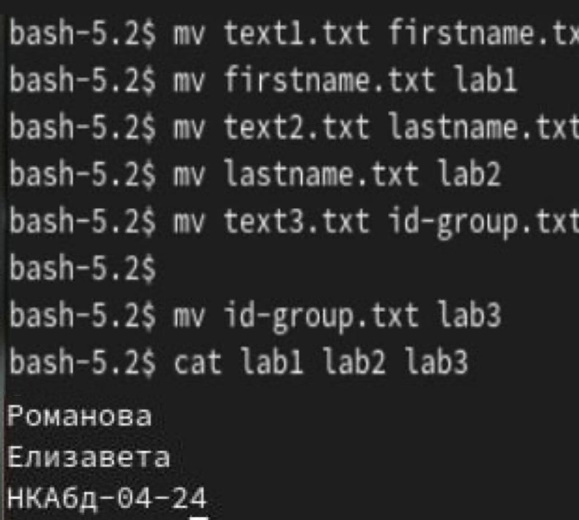 bash-5.2$ mv text1.txt firstname.tx
bash-5.2$ mv firstname.txt lab1
bash-5.2$ mv text2.txt lastname.txt
bash-5.2$ mv lastname.txt lab2
bash-5.2$ mv text3.txt id-group.txt
bash-5.2$
bash-5.2$ mv id-group.txt lab3
bash-5.2$ cat lab1 lab2 lab3
Романова
Елизавета
НКАбд-04-24